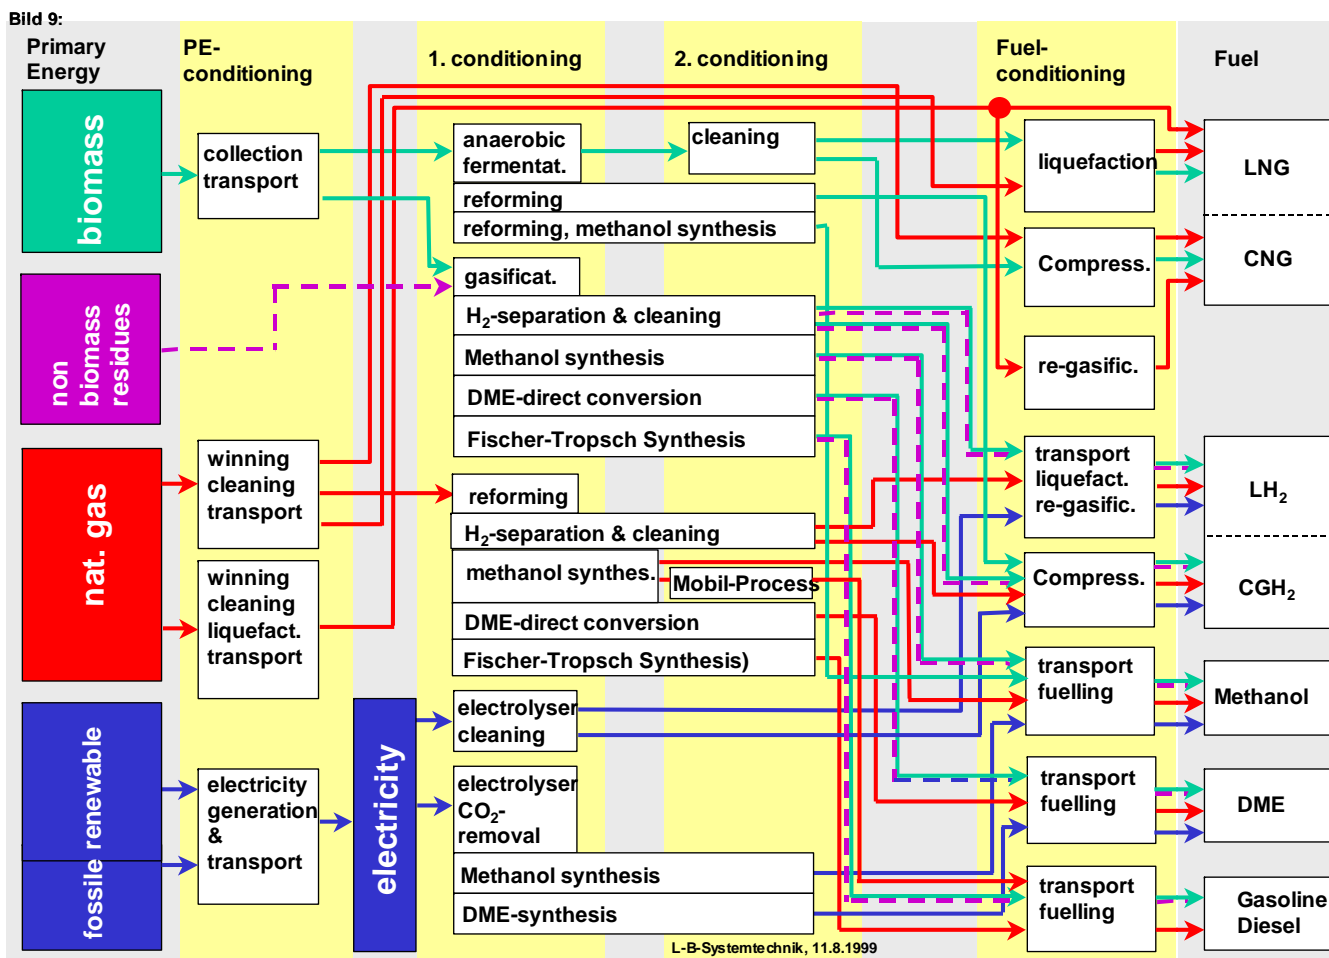 Bild 9:
Primary
Energy
PE-
conditioning
1. conditioning
2. conditioning
Fuel-
conditioning
Fuel
biomass
non
biomass
residues
nat. gas
fossile renewable
collection
transport
winning
cleaning
transport
winning
cleaning
liquefact.
transport
electricity
generation
&
transport
electricity
anaerobic
fermentat.
cleaning
reforming
reforming, methanol synthesis
gasificat.
H₂-separation & cleaning
Methanol synthesis
DME-direct conversion
Fischer-Tropsch Synthesis
reforming
H₂-separation & cleaning
methanol synthes.
Mobil-Process
DME-direct conversion
Fischer-Tropsch Synthesis)
electrolyser
cleaning
electrolyser
CO₂-
removal
Methanol synthesis
DME-synthesis
liquefaction
Compress.
re-gasific.
transport
liquefact.
re-gasific.
Compress.
transport
fuelling
transport
fuelling
transport
fuelling
LNG
CNG
LH₂
CGH₂
Methanol
DME
Gasoline
Diesel
L-B-Systemtechnik, 11.8.1999